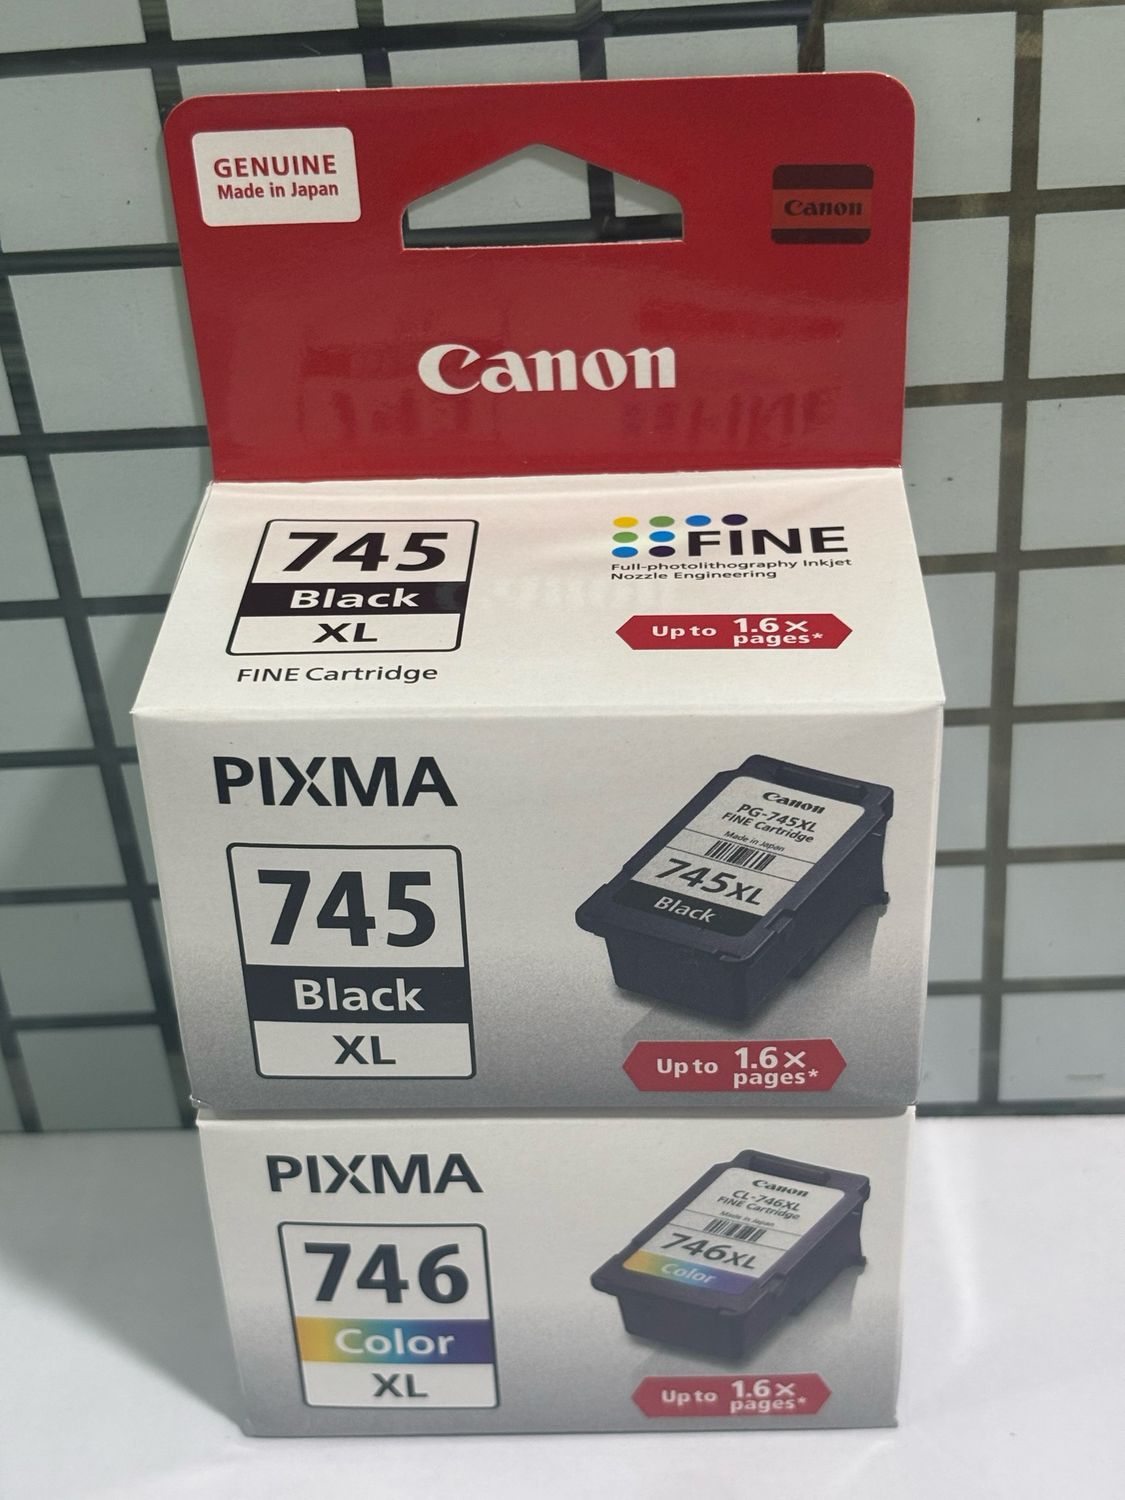 GENUINE
Made in Japan
Canon
Canon
745
Black
XL
FINE Cartridge
FINE
Full-photolithography Inkjet
Nozzle Engineering
Up to 1.6x
pages*
PIXMA
745
Black
XL
Canon
PG-745XL
FINE Cartridge
Made in Japan
745XL
Black
Up to 1.6x
pages*
PIXMA
746
Color
XL
Canon
CL-746XL
FINE Cartridge
Made in Japan
746XL
Color
Up to 1.6x
pages*